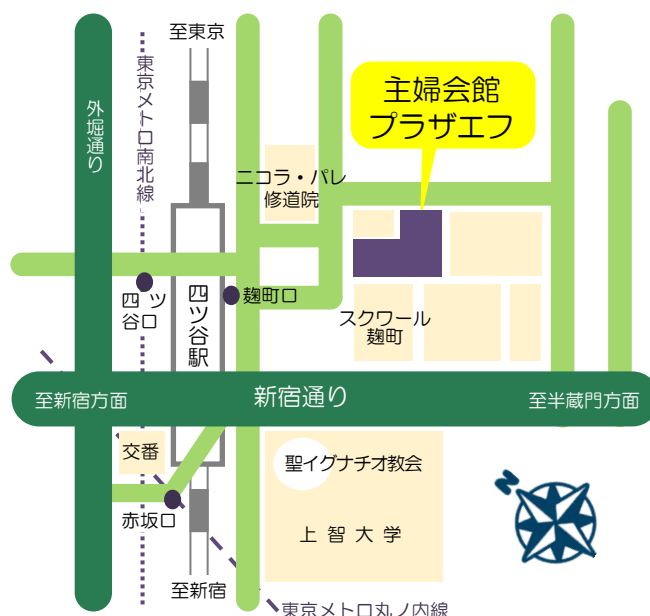 至東京
外堀通り
東京メトロ南北線
主婦会館
プラザエフ
ニコラ・バレ
修道院
四ツ
谷口
四ツ谷駅
麹町口
スクワール
麹町
至新宿方面
新宿通り
至半蔵門方面
交番
聖イグナチオ教会
上智大学
赤坂口
N
至新宿
東京メトロ丸ノ内線